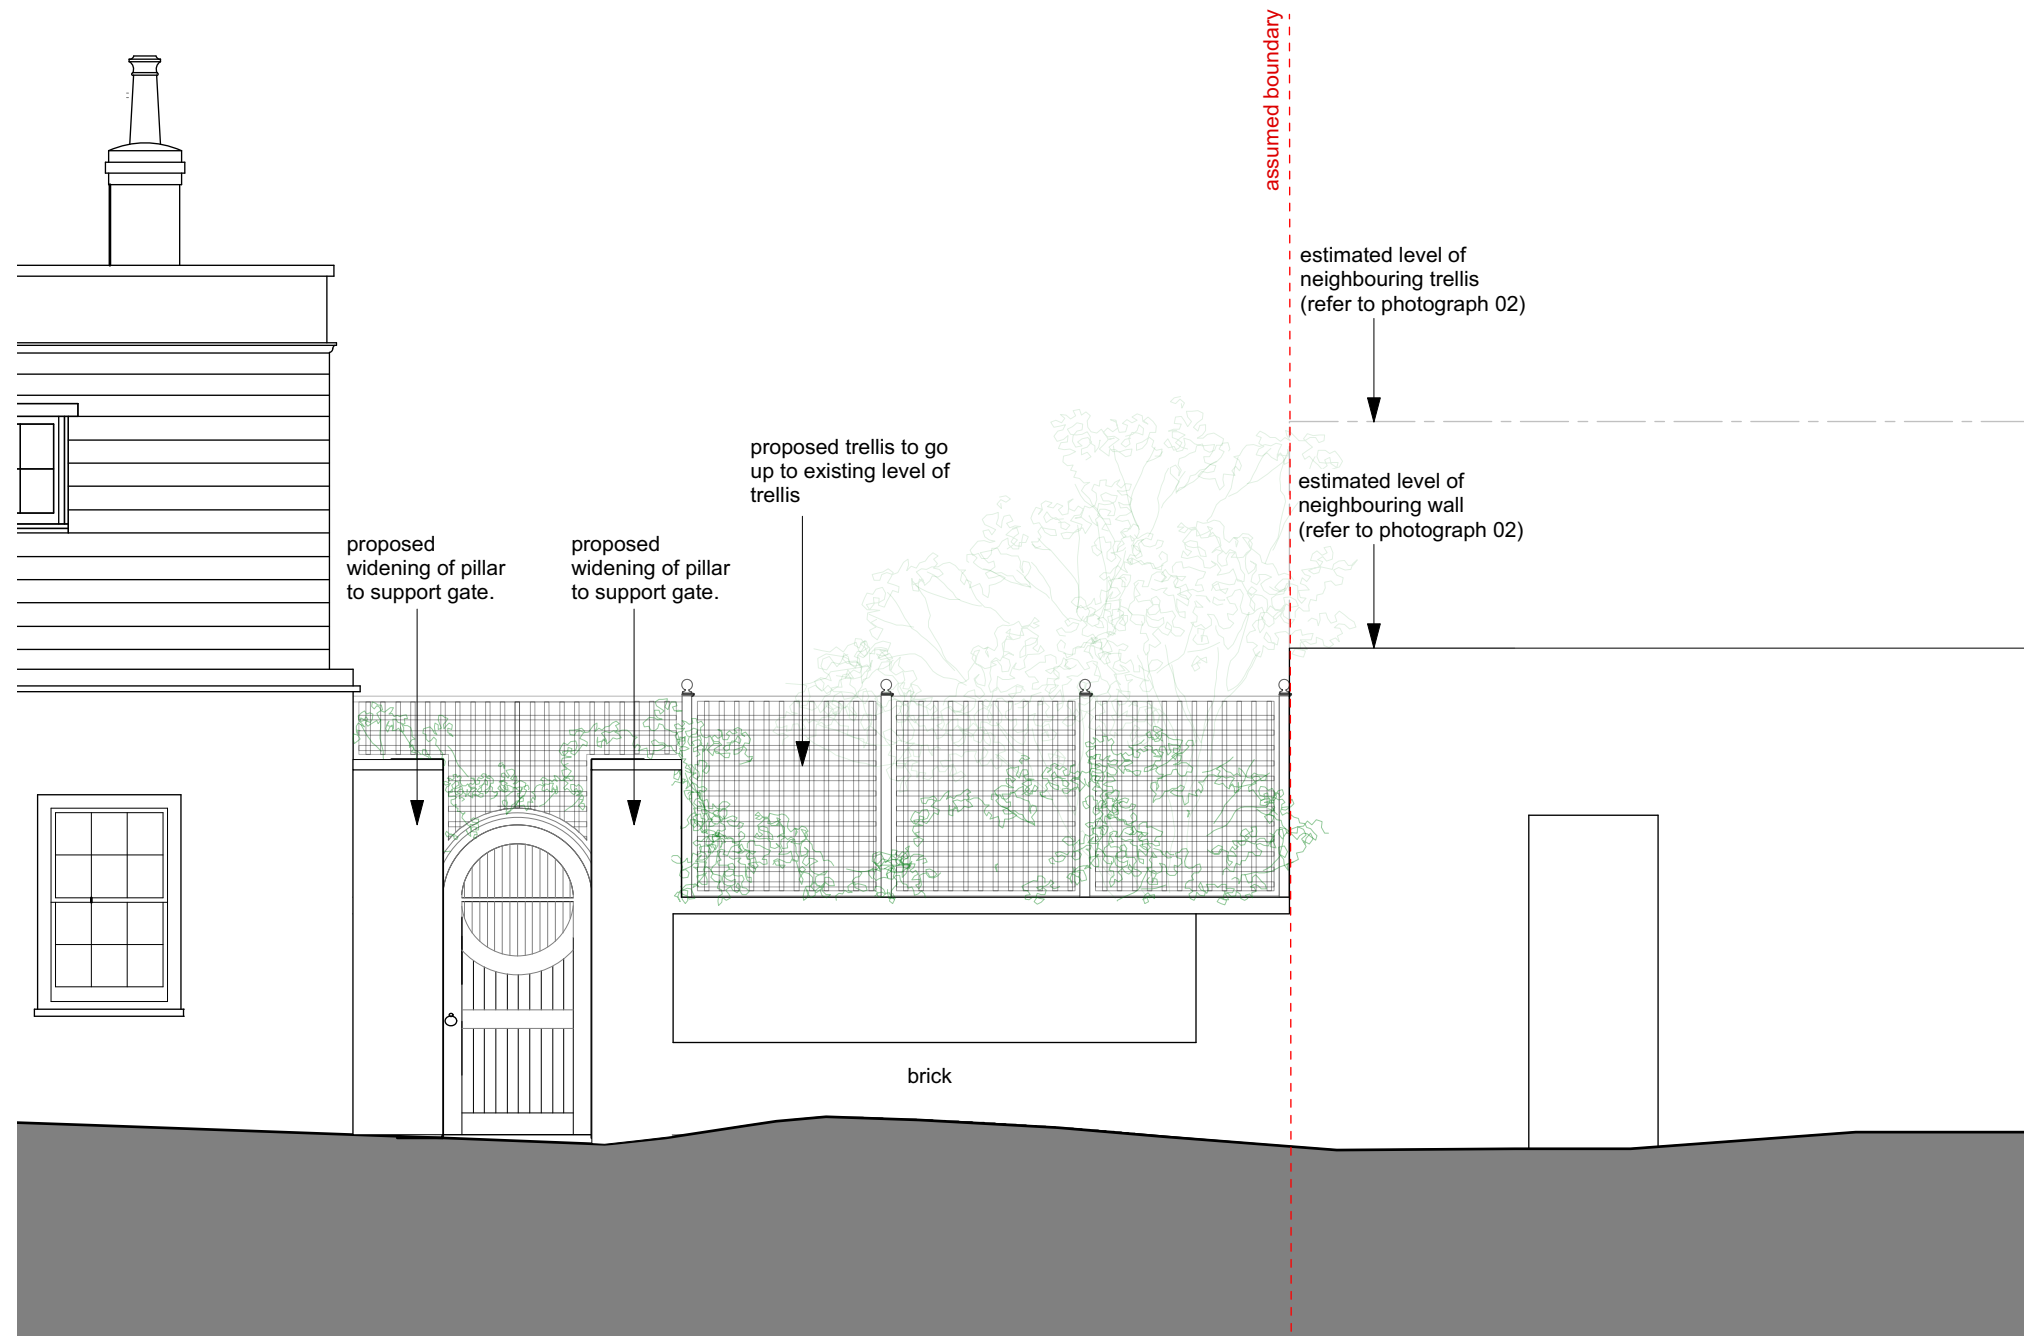 assumed boundary
estimated level of
neighbouring trellis
(refer to photograph 02)
proposed trellis to go
up to existing level of
trellis
estimated level of
neighbouring wall
(refer to photograph 02)
proposed
widening of pillar
to support gate.
proposed
widening of pillar
to support gate.
brick